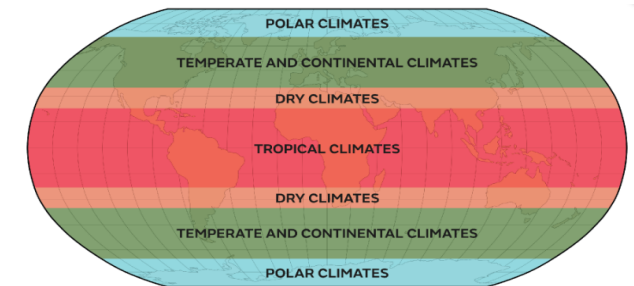 POLAR CLIMATES
TEMPERATE AND CONTINENTAL CLIMATES
DRY CLIMATES
TROPICAL CLIMATES
DRY CLIMATES
TEMPERATE AND CONTINENTAL CLIMATES
POLAR CLIMATES